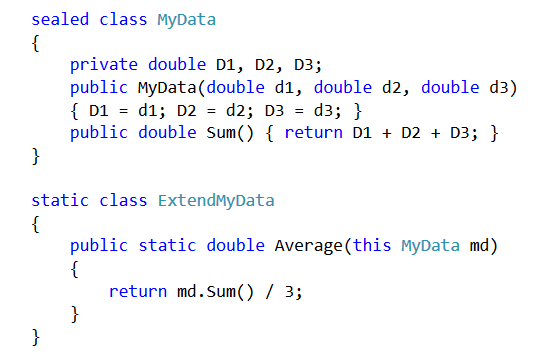 sealed class MyData
{
    private double D1, D2, D3;
    public MyData(double d1, double d2, double d3)
    { D1 = d1; D2 = d2; D3 = d3; }
    public double Sum() { return D1 + D2 + D3; }
}

static class ExtendMyData
{
    public static double Average(this MyData md)
    {
        return md.Sum() / 3;
    }
}